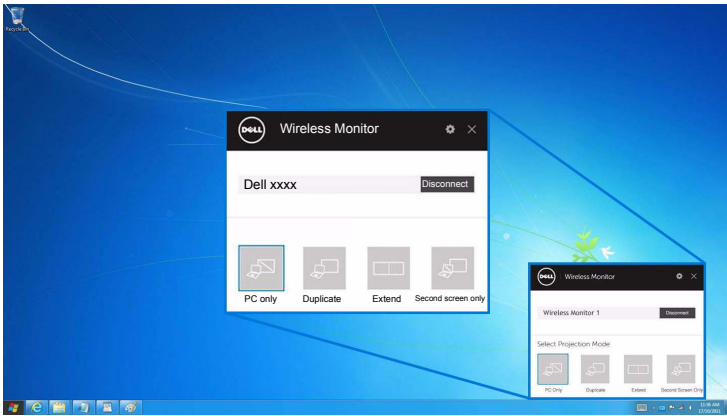 Recycle Bin
DELL
Wireless Monitor
Dell xxxx
Disconnect
PC only
Duplicate
Extend
Second screen only
DELL
Wireless Monitor
Wireless Monitor 1
Disconnect
Select Projection Mode
PC Only
Duplicate
Extend
Second Screen Only